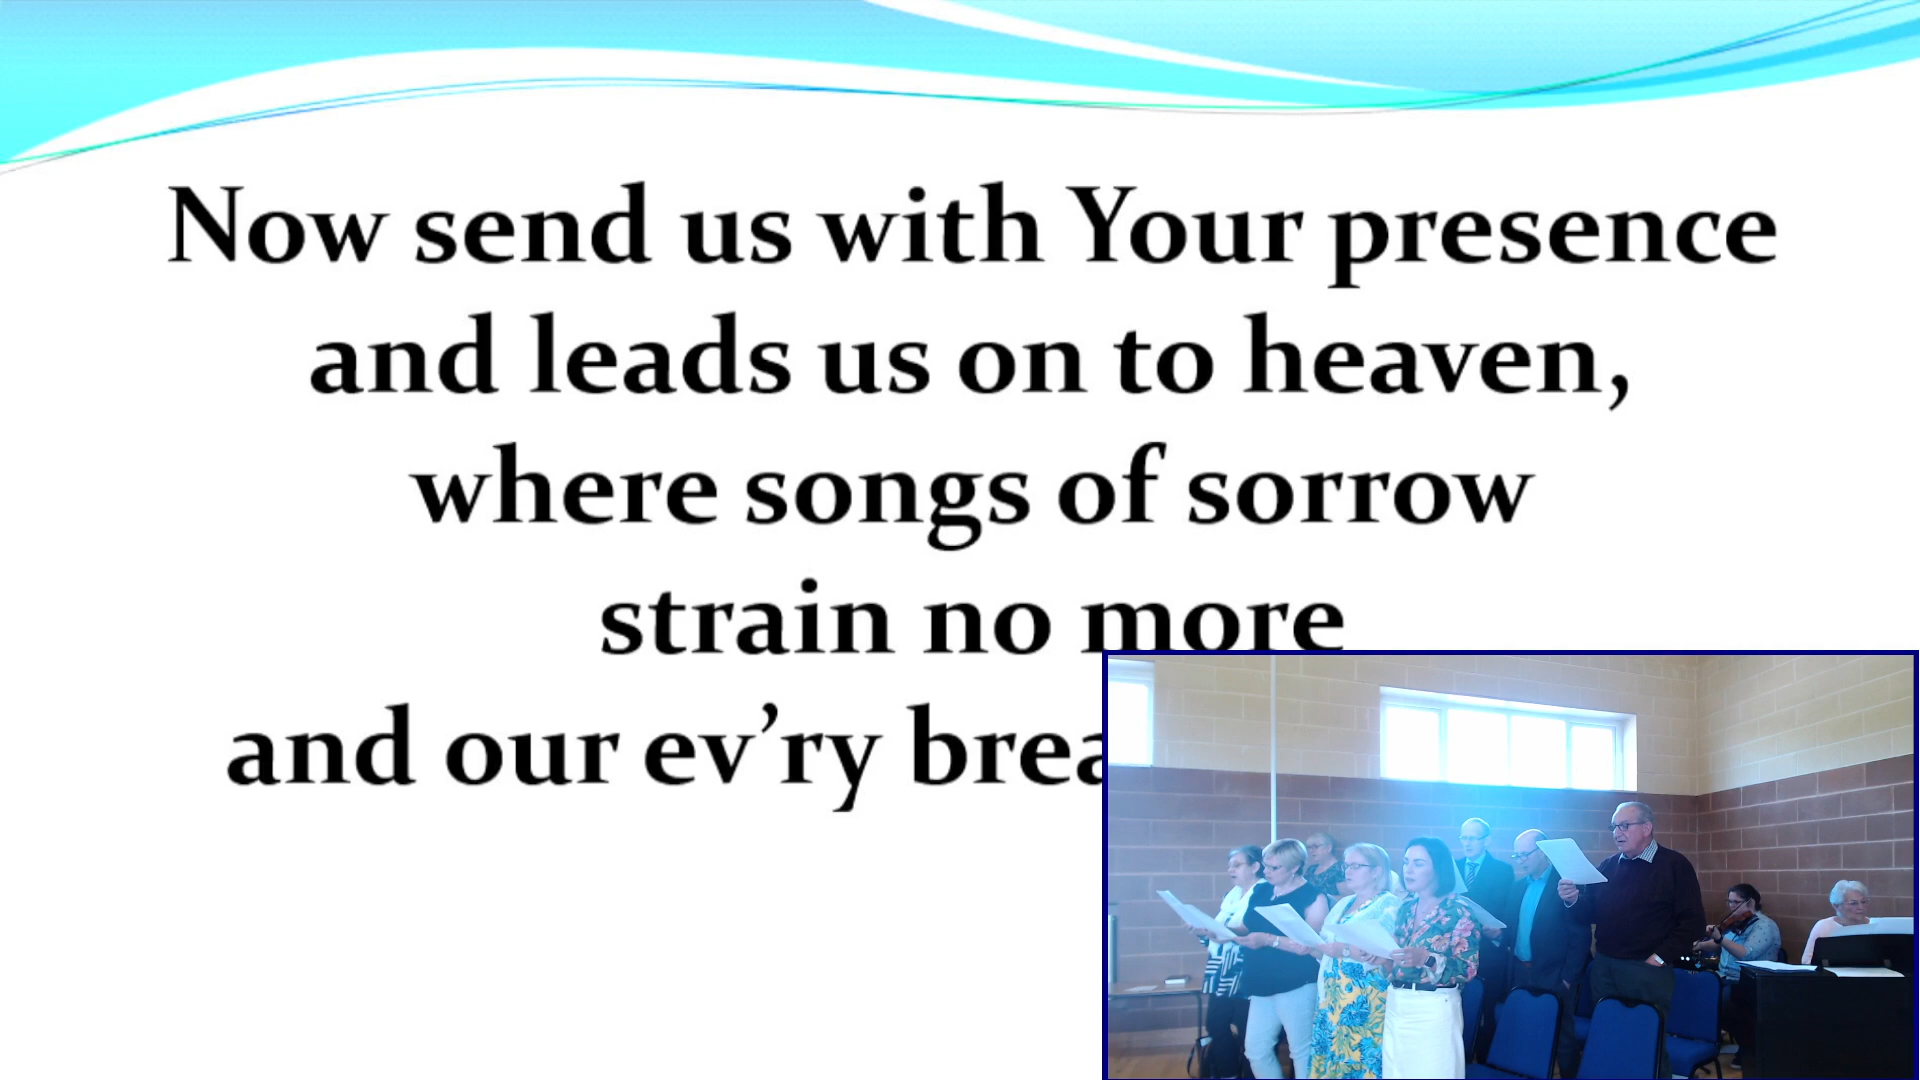 Now send us with Your presence
and leads us on to heaven,
where songs of sorrow
strain no more
and our ev’ry